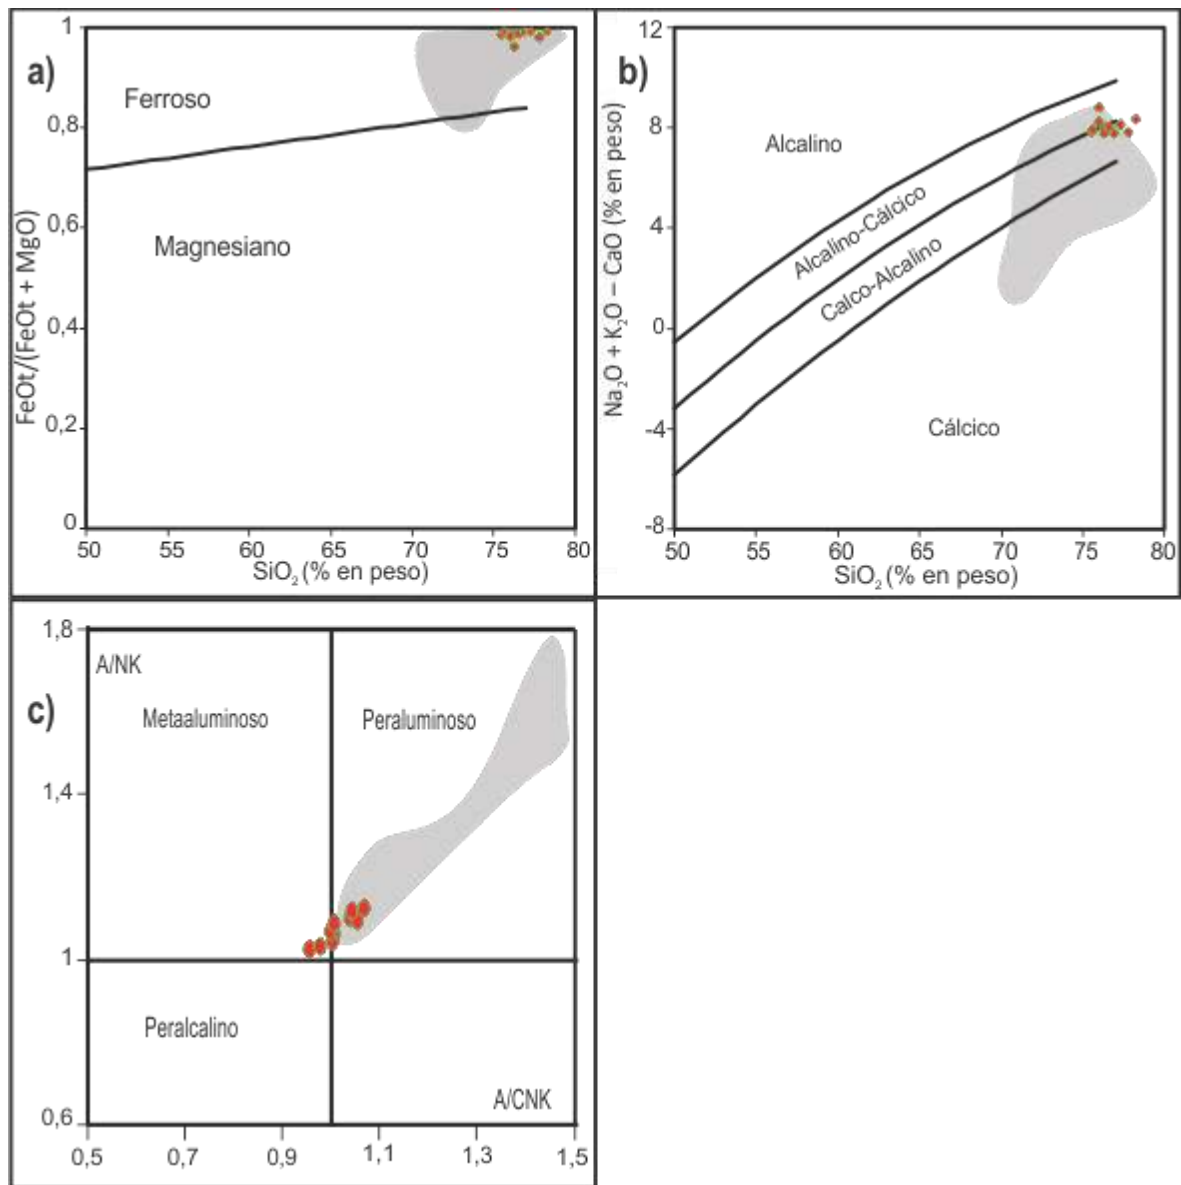 a)
Ferroso
Magnesiano
FeOt/(FeOt + MgO)
1
0,8
0,6
0,4
0,2
0
50 55 60 65 70 75 80
SiO₂ (% en peso)
b)
Alcalino
Alcalino-Cálcico
Calco-Alcalino
Cálcico
Na₂O + K₂O – CaO (% en peso)
12
8
4
0
-4
-8
50 55 60 65 70 75 80
SiO₂ (% en peso)
c)
A/NK
Metaaluminoso
Peraluminoso
Peralcalino
A/CNK
1,8
1,4
1
0,6
0,5 0,7 0,9 1,1 1,3 1,5